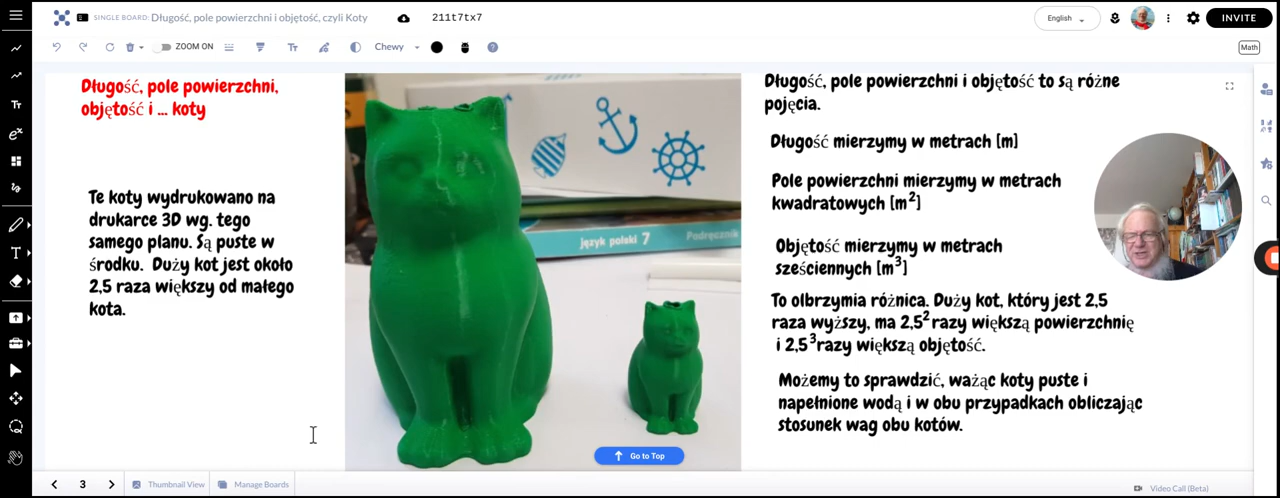 SINGLE BOARD: Długość, pole powierzchni i objętość, czyli Koty
211t7tx7
English
INVITE
ZOOM ON
Chewy
Math
Długość, pole powierzchni,
objętość i ... koty
Te koty wydrukowano na
drukarce 3D wg. tego
samego planu. Są puste w
środku. Duży kot jest około
2,5 raza większy od małego
kota.
język polski 7
Podręcznik
Długość, pole powierzchni i objętość to są różne
pojęcia.
Długość mierzymy w metrach [m]
Pole powierzchni mierzymy w metrach
kwadratowych [m²]
Objętość mierzymy w metrach
sześciennych [m³]
To olbrzymia różnica. Duży kot, który jest 2,5
raza wyższy, ma 2,5² razy większą powierzchnię
i 2,5³ razy większą objętość.
Możemy to sprawdzić, ważąc koty puste i
napełnione wodą i w obu przypadkach obliczając
stosunek wag obu kotów.
Go to Top
3
Thumbnail View
Manage Boards
Video Call (Beta)